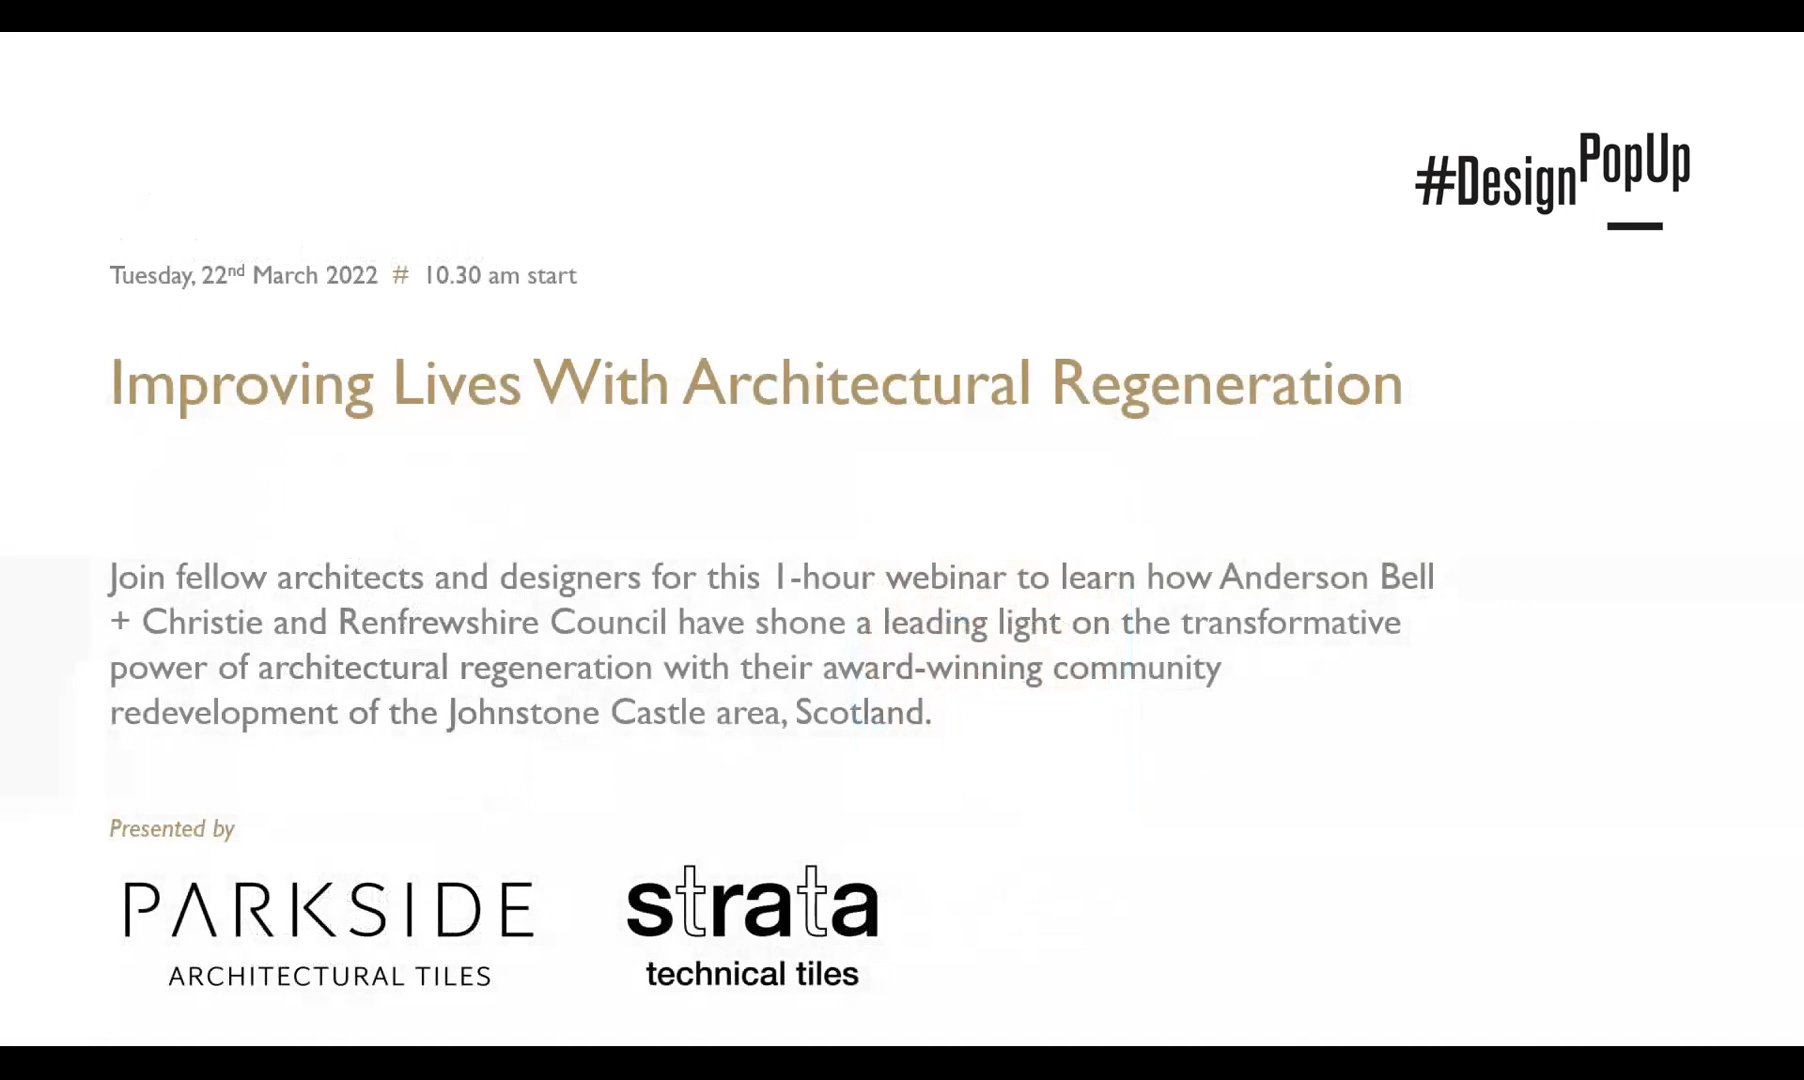 #DesignPopUp
Tuesday, 22nd March 2022 # 10.30 am start
Improving Lives With Architectural Regeneration
Join fellow architects and designers for this 1-hour webinar to learn how Anderson Bell
+ Christie and Renfrewshire Council have shone a leading light on the transformative
power of architectural regeneration with their award-winning community
redevelopment of the Johnstone Castle area, Scotland.
Presented by
PARKSIDE
ARCHITECTURAL TILES
strata
technical tiles